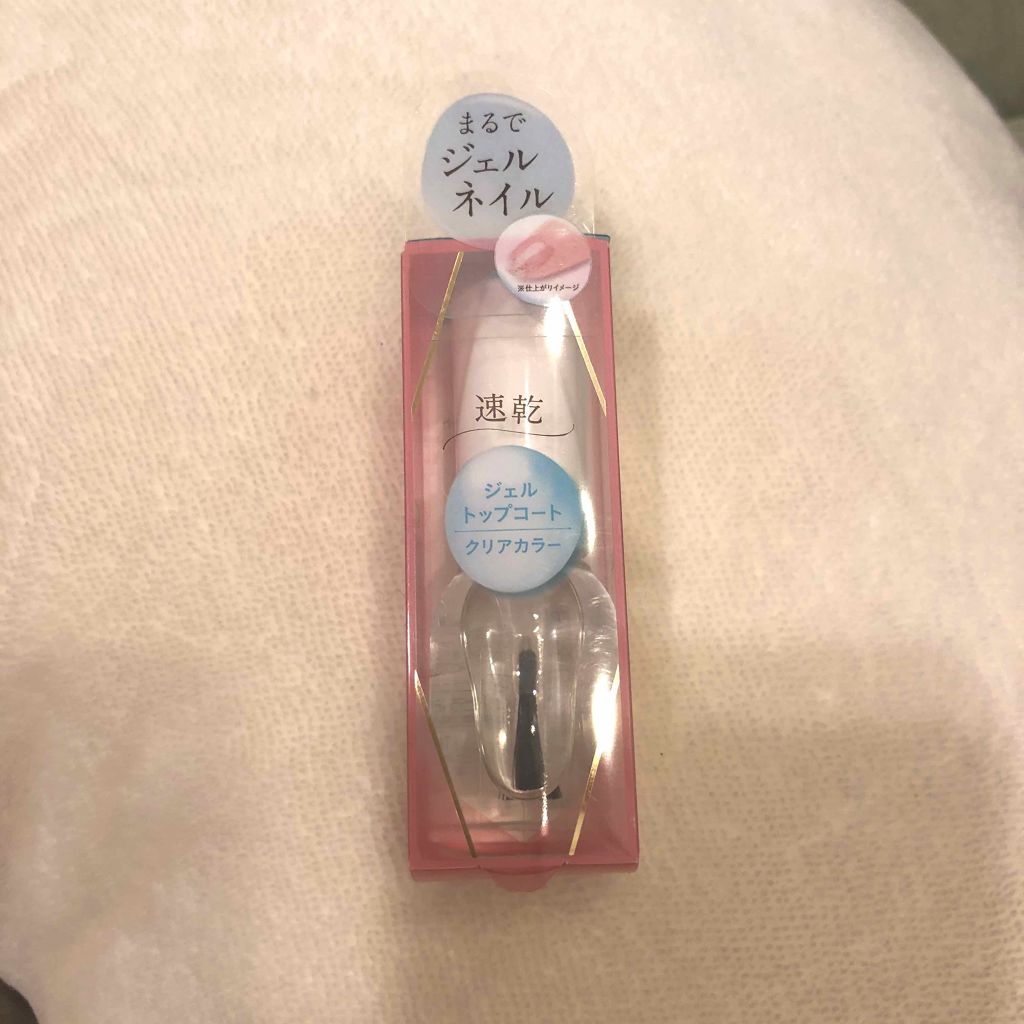 まるで
ジェル
ネイル
※仕上がりイメージ
速乾
ジェル
トップコート
クリアカラー